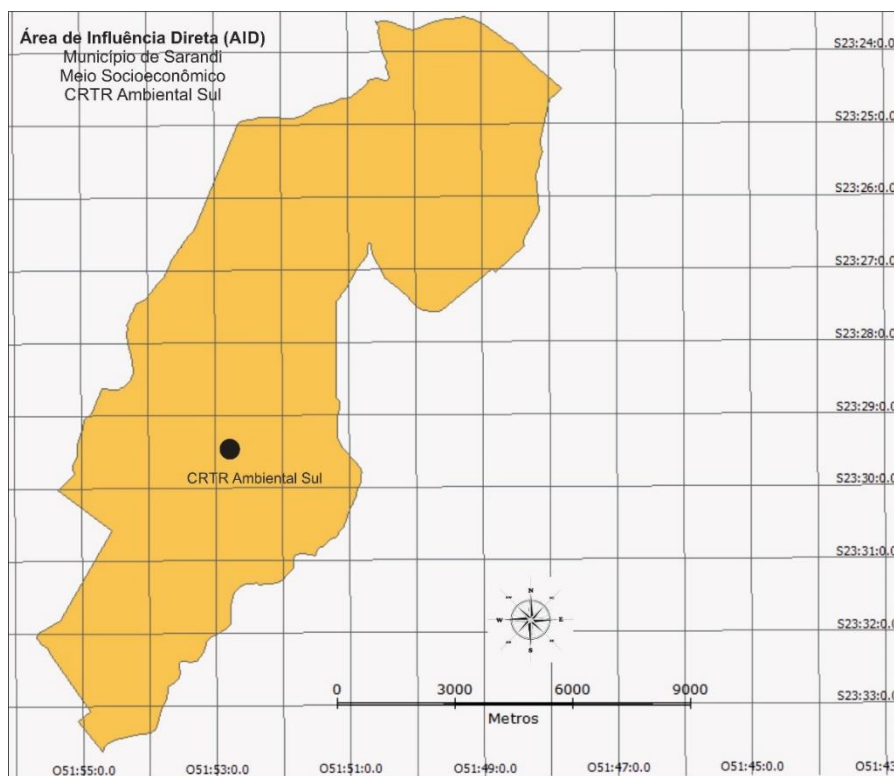 Área de Influência Direta (AID)
Município de Sarandi
Meio Socioeconômico
CRTR Ambiental Sul
S23:24:0.0
S23:25:0.0
S23:26:0.0
S23:27:0.0
S23:28:0.0
S23:29:0.0
CRTR Ambiental Sul
S23:30:0.0
S23:31:0.0
N
W E
S
S23:32:0.0
0 3000 6000 9000
Metros
S23:33:0.0
O51:55:0.0 O51:53:0.0 O51:51:0.0 O51:49:0.0 O51:47:0.0 O51:45:0.0 O51:43